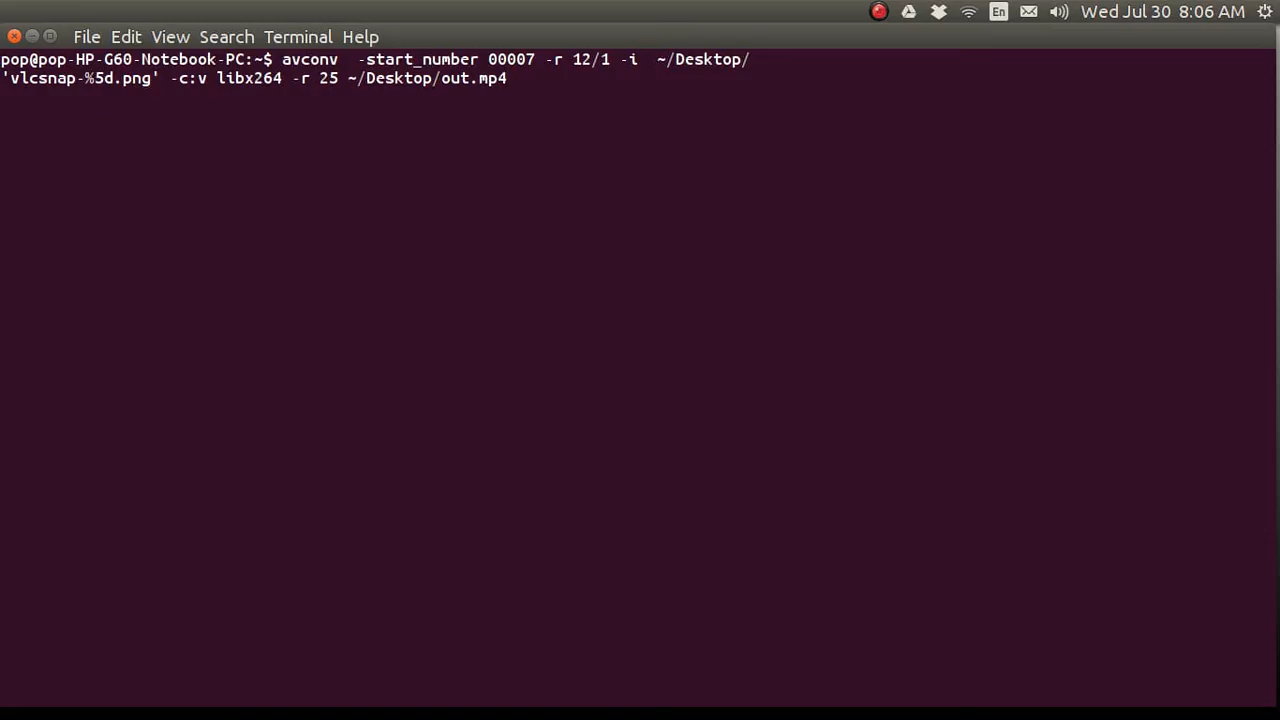 En Wed Jul 30 8:06 AM
File Edit View Search Terminal Help
pop@pop-HP-G60-Notebook-PC:~$ avconv  -start_number 00007 -r 12/1 -i  ~/Desktop/
'vlcsnap-%5d.png' -c:v libx264 -r 25 ~/Desktop/out.mp4